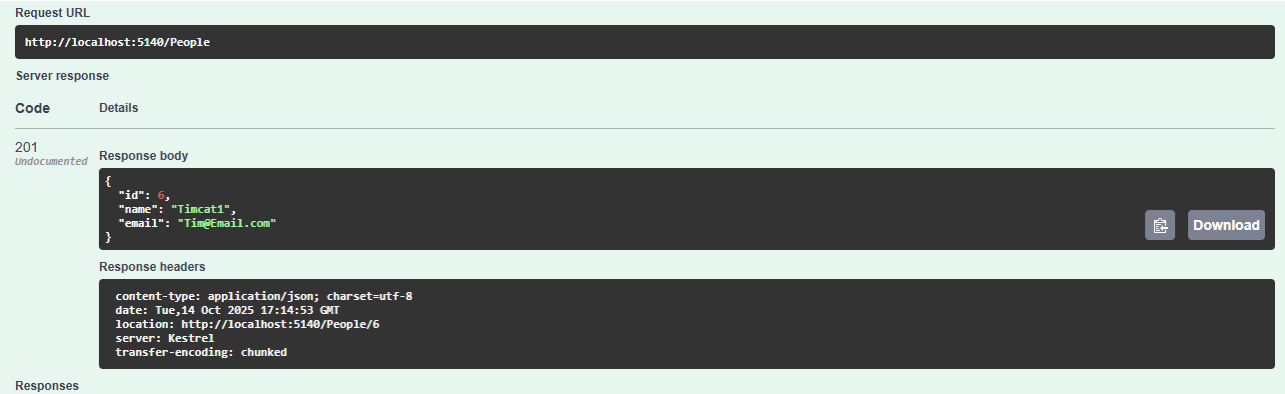 Request URL
http://localhost:5140/People
Server response
Code Details
201
Undocumented
Response body
{
"id": 6,
"name": "Timcat1",
"email": "Tim@Email.com"
}
Download
Response headers
content-type: application/json; charset=utf-8
date: Tue,14 Oct 2025 17:14:53 GMT
location: http://localhost:5140/People/6
server: Kestrel
transfer-encoding: chunked
Responses